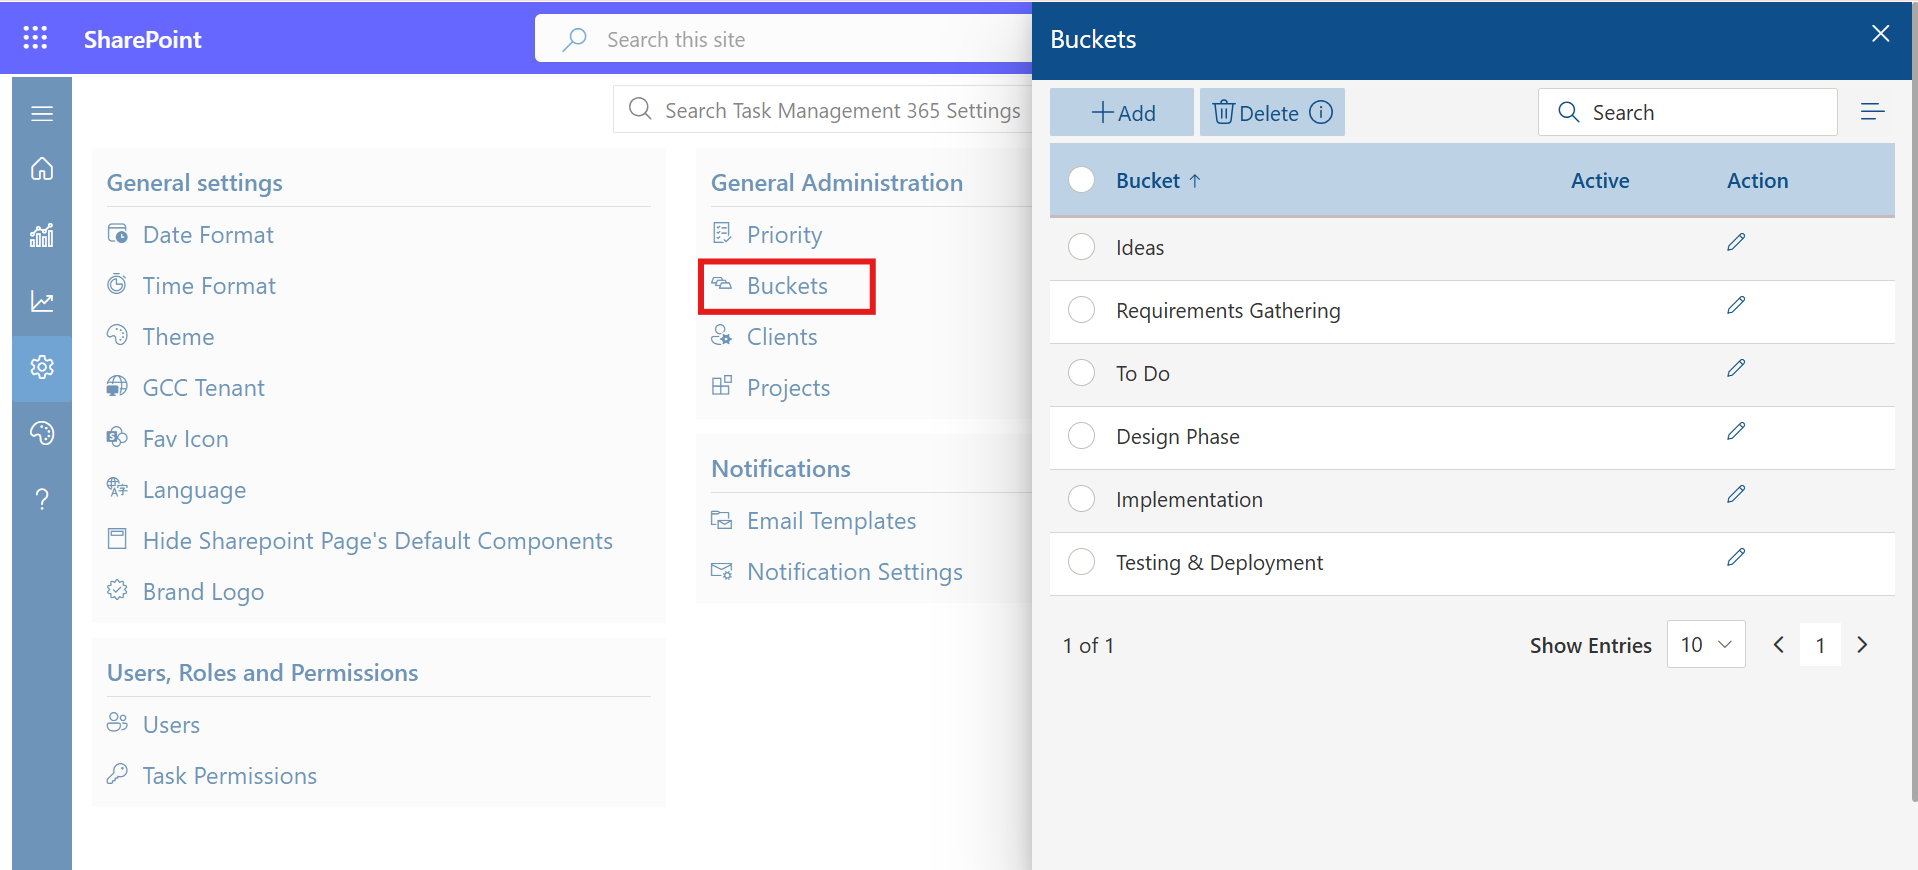 SharePoint
Search this site
Search Task Management 365 Settings
General settings
Date Format
Time Format
Theme
GCC Tenant
Fav Icon
Language
Hide Sharepoint Page's Default Components
Brand Logo
Users, Roles and Permissions
Users
Task Permissions
General Administration
Priority
Buckets
Clients
Projects
Notifications
Email Templates
Notification Settings
Buckets
Add
Delete
Search
Bucket ↑ Active Action
Ideas
Requirements Gathering
To Do
Design Phase
Implementation
Testing & Deployment
1 of 1 Show Entries 10 1